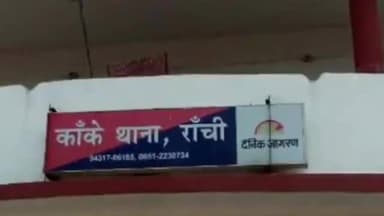 काँके थाना, राँची
94317-06185, 0651-2230734
दैनिक जागरण